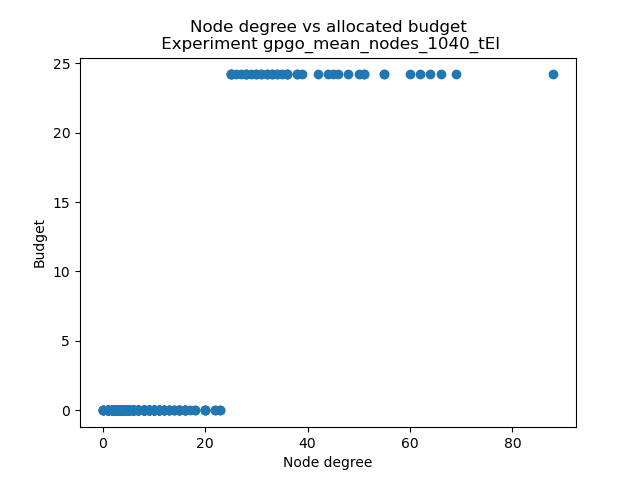 Node degree vs allocated budget
Experiment gpgo_mean_nodes_1040_tEI
25
20
15
10
5
0
Budget
0 20 40 60 80
Node degree